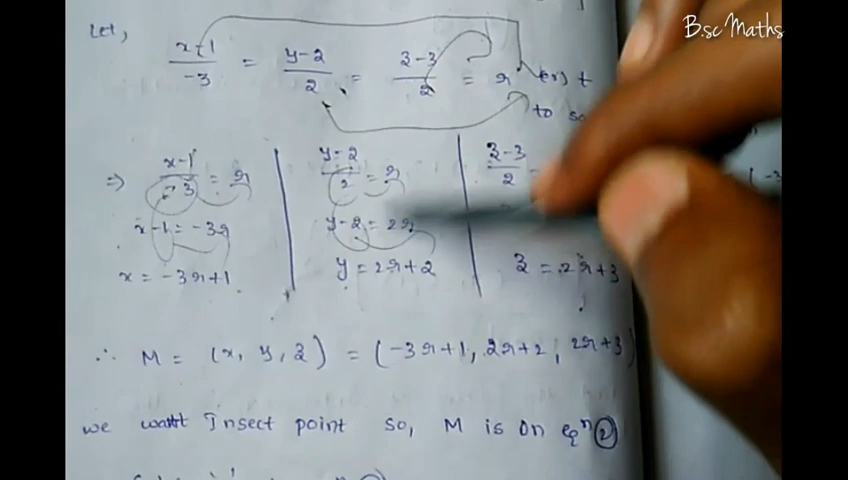 B.sc Maths
Let,
x-1/-3 = y-2/2 = z-3/2 = r (or) t
to so
⇒ x-1/-3 = r | y-2/2 = r | z-3/2
x-1 = -3r | y-2 = 2r
x = -3r+1 | y = 2r+2 | z = 2r+3
∴ M = (x, y, z) = (-3r+1, 2r+2, 2r+3)
we want Insect point so, M is on eqⁿ ②